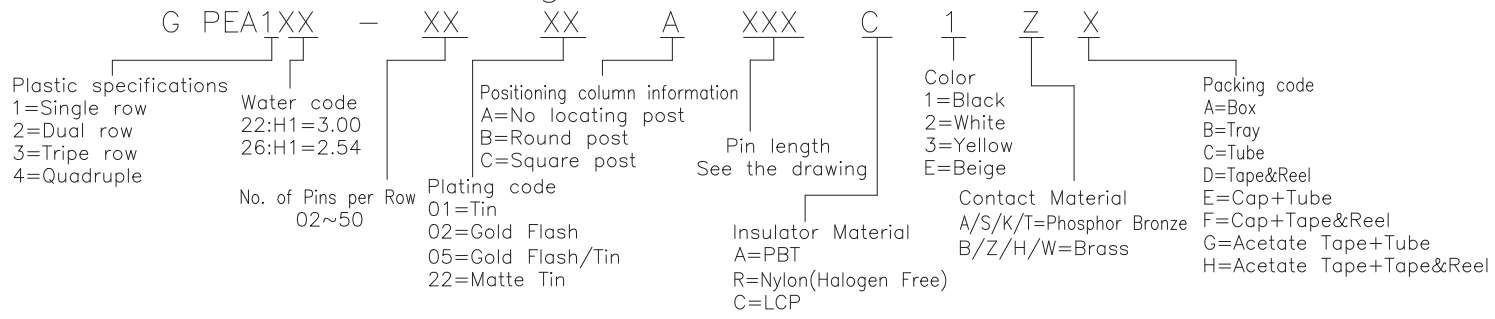 G PEA1XX - XX XX A XXX C 1 Z X
Plastic specifications
1=Single row
2=Dual row
3=Tripe row
4=Quadruple
Water code
22:H1=3.00
26:H1=2.54
No. of Pins per Row
02~50
Plating code
01=Tin
02=Gold Flash
05=Gold Flash/Tin
22=Matte Tin
Positioning column information
A=No locating post
B=Round post
C=Square post
Pin length
See the drawing
Insulator Material
A=PBT
R=Nylon(Halogen Free)
C=LCP
Color
1=Black
2=White
3=Yellow
E=Beige
Contact Material
A/S/K/T=Phosphor Bronze
B/Z/H/W=Brass
Packing code
A=Box
B=Tray
C=Tube
D=Tape&Reel
E=Cap+Tube
F=Cap+Tape&Reel
G=Acetate Tape+Tube
H=Acetate Tape+Tape&Reel